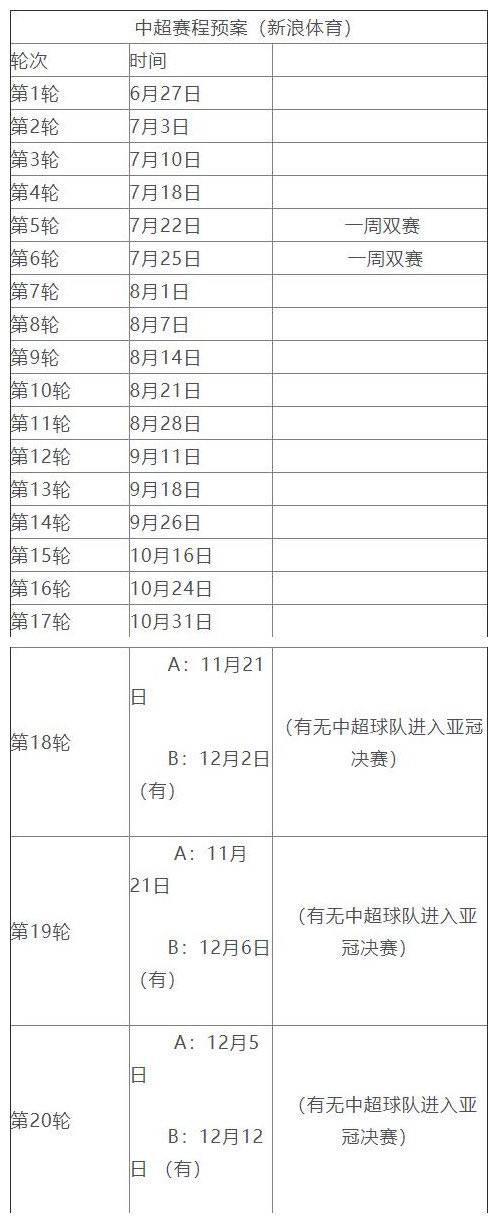 中超赛程预案（新浪体育）
轮次 时间
第1轮 6月27日
第2轮 7月3日
第3轮 7月10日
第4轮 7月18日
第5轮 7月22日 一周双赛
第6轮 7月25日 一周双赛
第7轮 8月1日
第8轮 8月7日
第9轮 8月14日
第10轮 8月21日
第11轮 8月28日
第12轮 9月11日
第13轮 9月18日
第14轮 9月26日
第15轮 10月16日
第16轮 10月24日
第17轮 10月31日
第18轮
A：11月21
日
B：12月2日
（有）
（有无中超球队进入亚冠
决赛）
第19轮
A：11月
21日
B：12月6日
（有）
（有无中超球队进入亚
冠决赛）
第20轮
A：12月5
日
B：12月12
日 （有）
（有无中超球队进入亚
冠决赛）